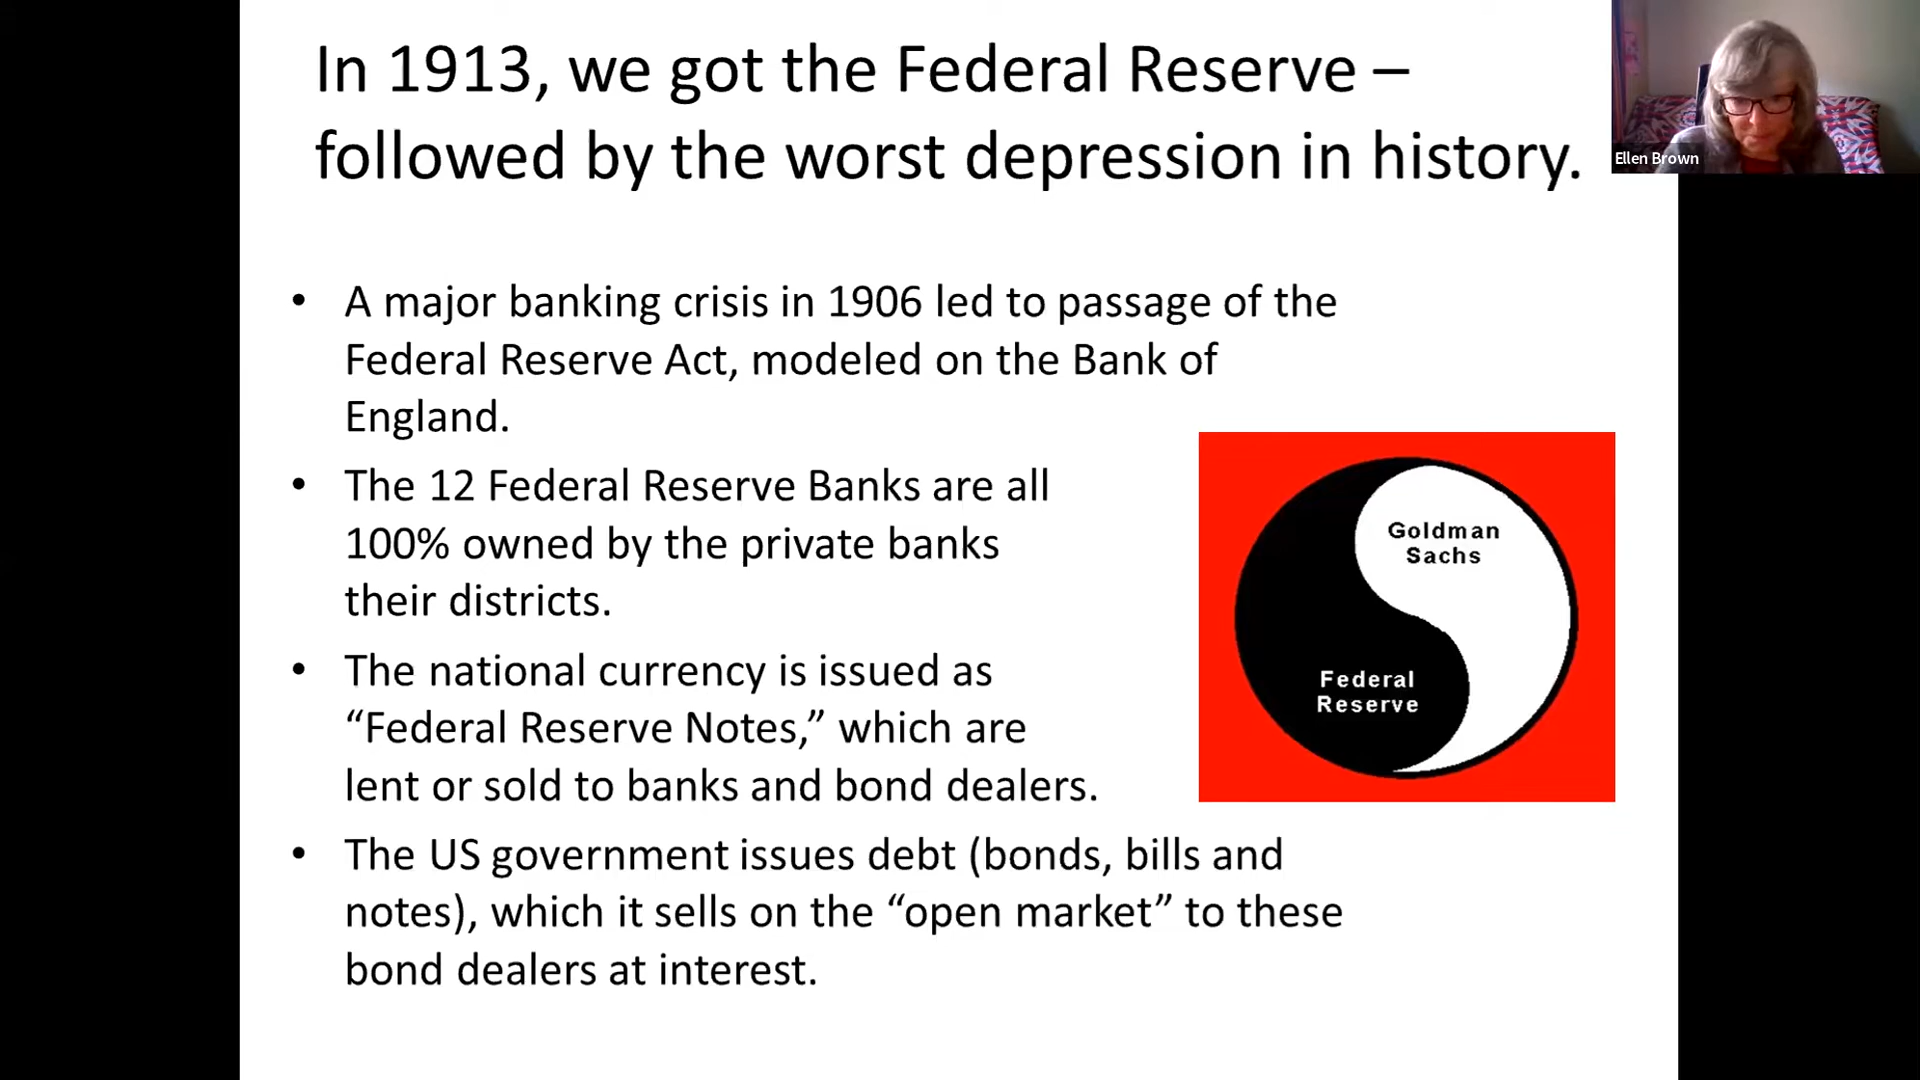 In 1913, we got the Federal Reserve –
followed by the worst depression in history.
Ellen Brown
• A major banking crisis in 1906 led to passage of the
Federal Reserve Act, modeled on the Bank of
England.
• The 12 Federal Reserve Banks are all
100% owned by the private banks
their districts.
• The national currency is issued as
“Federal Reserve Notes,” which are
lent or sold to banks and bond dealers.
• The US government issues debt (bonds, bills and
notes), which it sells on the “open market” to these
bond dealers at interest.
Goldman
Sachs
Federal
Reserve